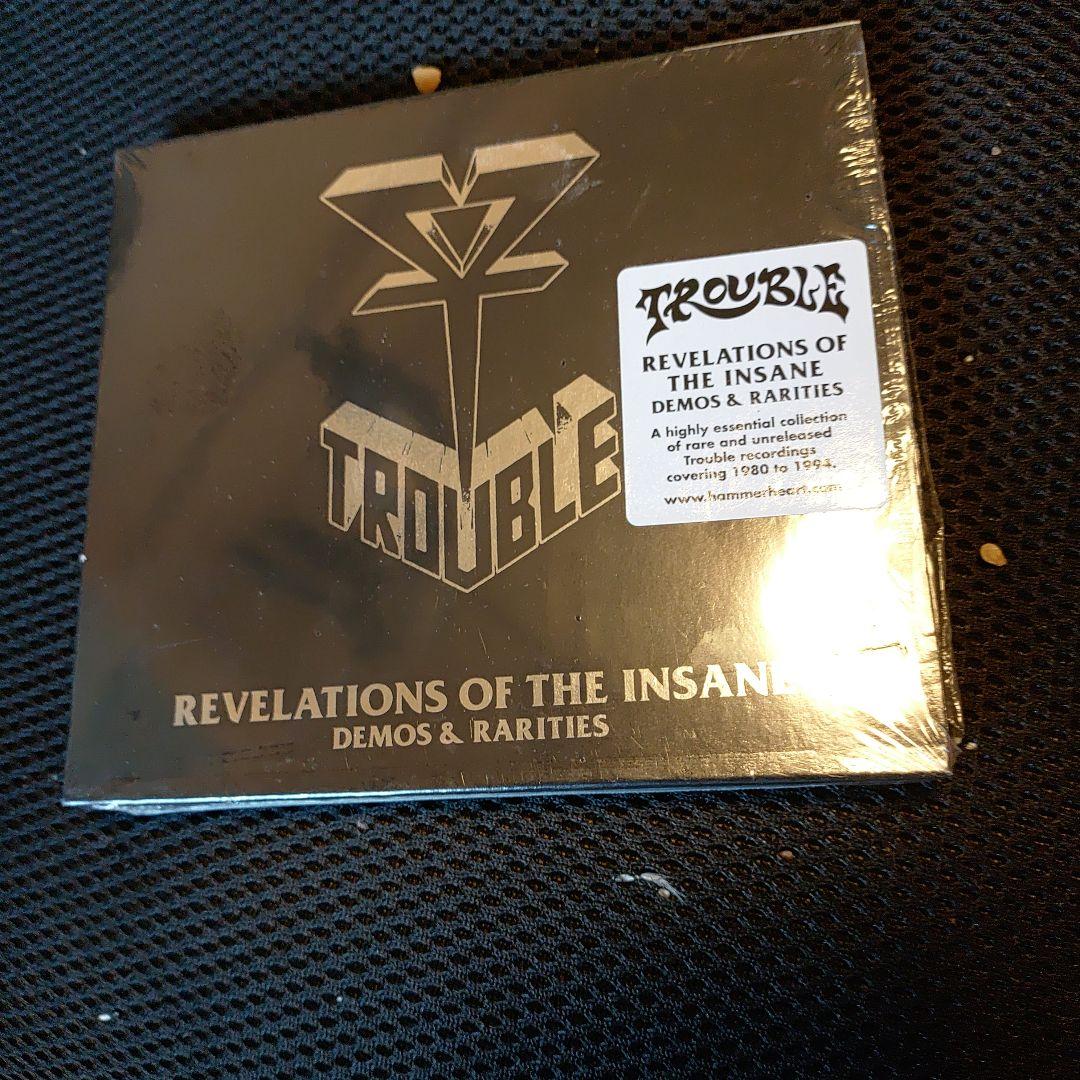 TROUBLE
REVELATIONS OF THE INSANE
DEMOS & RARITIES
TROUBLE
REVELATIONS OF
THE INSANE
DEMOS & RARITIES
A highly essential collection
of rare and unreleased
Trouble recordings
covering 1980 to 1994.
www.hammerheart.com